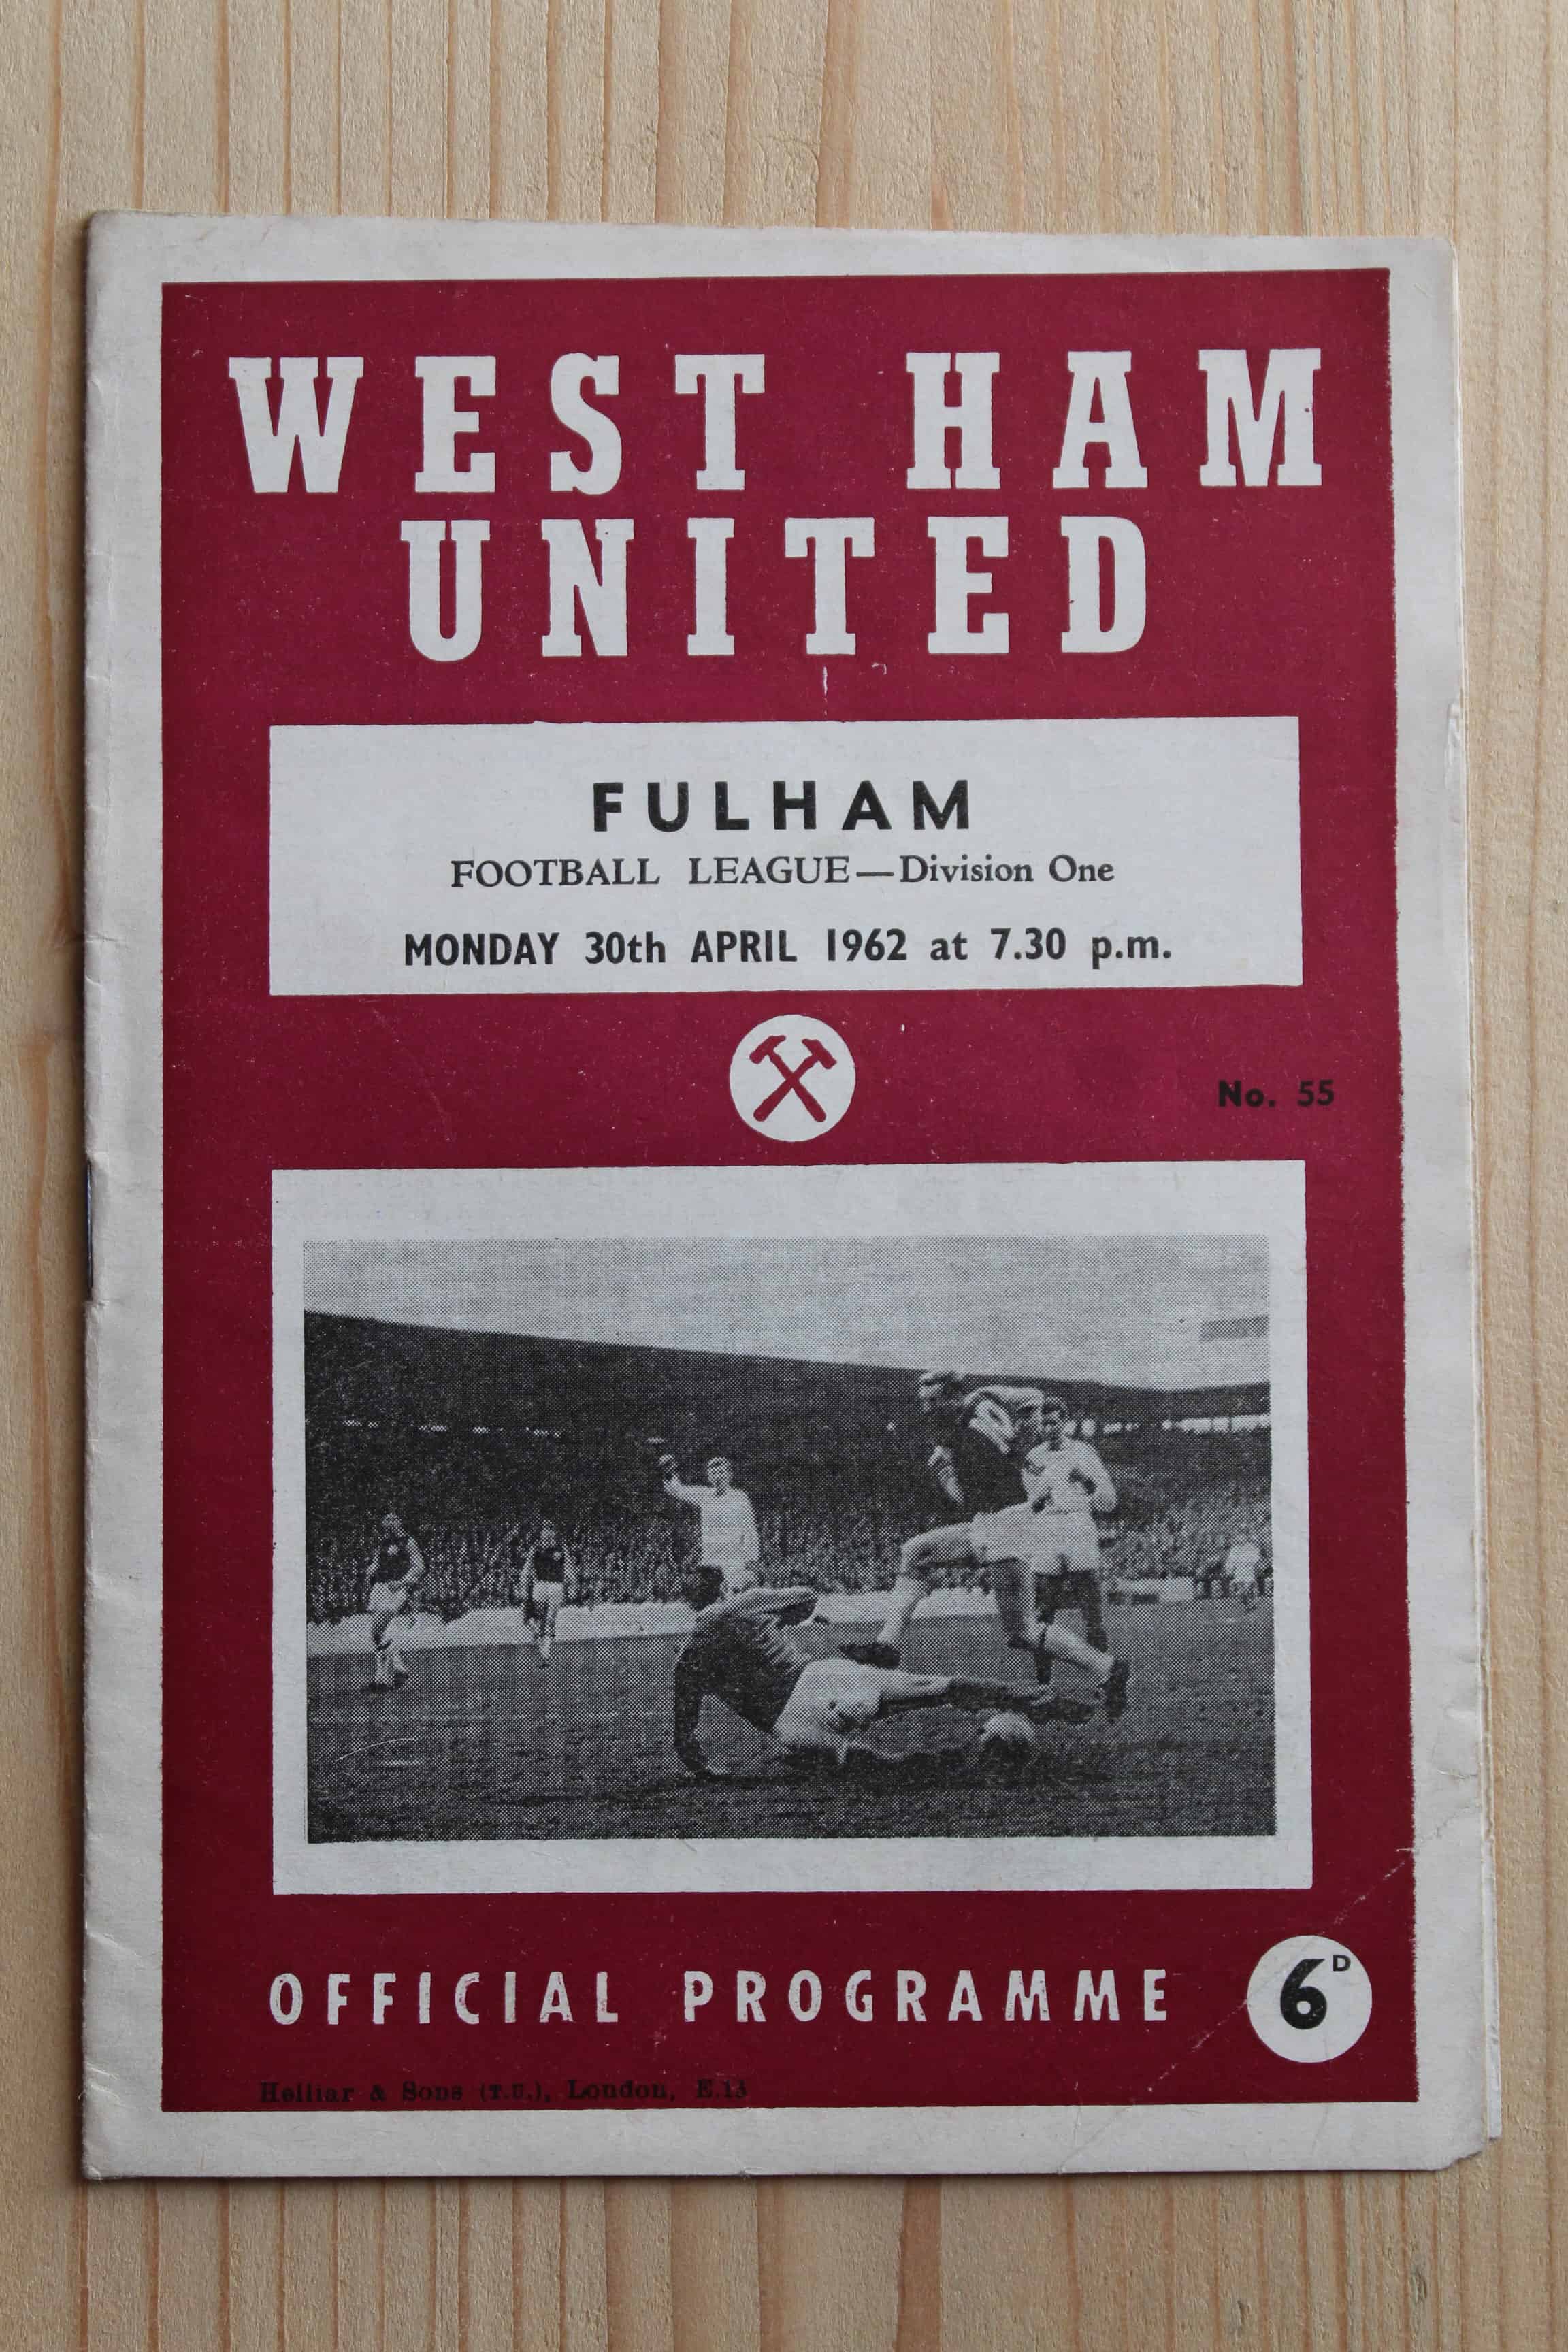 WEST HAM
UNITED
FULHAM
FOOTBALL LEAGUE—Division One
MONDAY 30th APRIL 1962 at 7.30 p.m.
No. 55
OFFICIAL PROGRAMME
6D
Helliar & Sons (T.U.), London, E.13